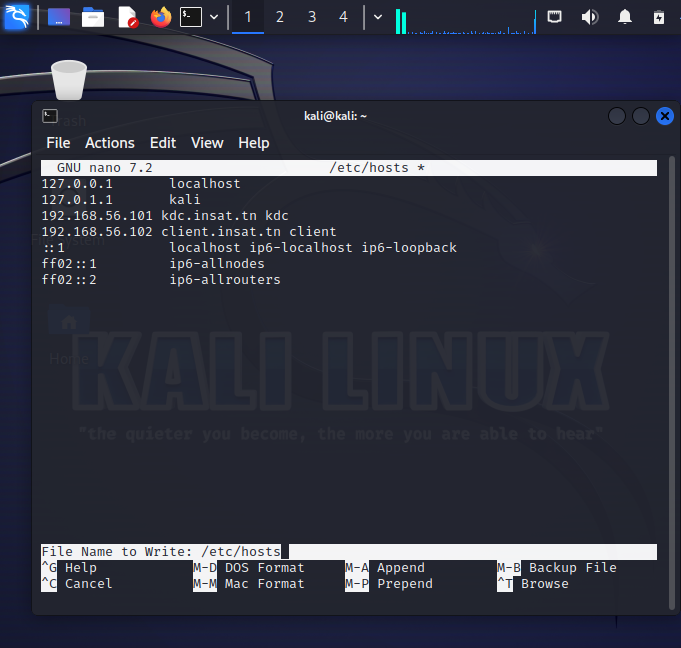 1 2 3 4
Trash
kali@kali: ~
File Actions Edit View Help
GNU nano 7.2 /etc/hosts *
127.0.0.1 localhost
127.0.1.1 kali
192.168.56.101 kdc.insat.tn kdc
192.168.56.102 client.insat.tn client
::1 localhost ip6-localhost ip6-loopback
ff02::1 ip6-allnodes
ff02::2 ip6-allrouters
Home
KALI LINUX
"the quieter you become, the more you are able to hear"
File Name to Write: /etc/hosts
^G Help M-D DOS Format M-A Append M-B Backup File
^C Cancel M-M Mac Format M-P Prepend ^T Browse